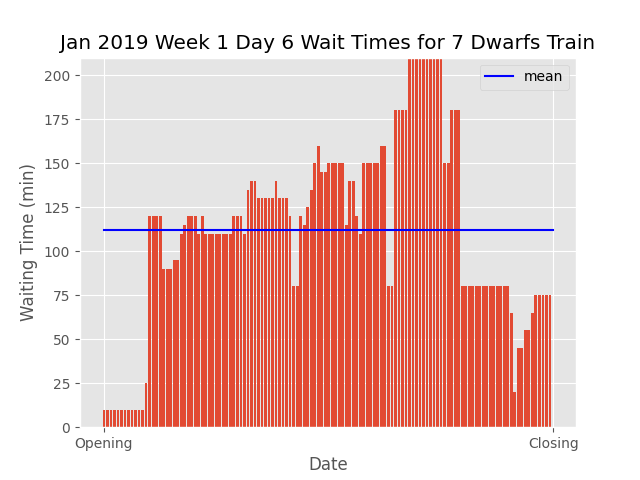 Jan 2019 Week 1 Day 6 Wait Times for 7 Dwarfs Train
mean
200
175
150
125
100
75
50
25
0
Waiting Time (min)
Opening
Closing
Date